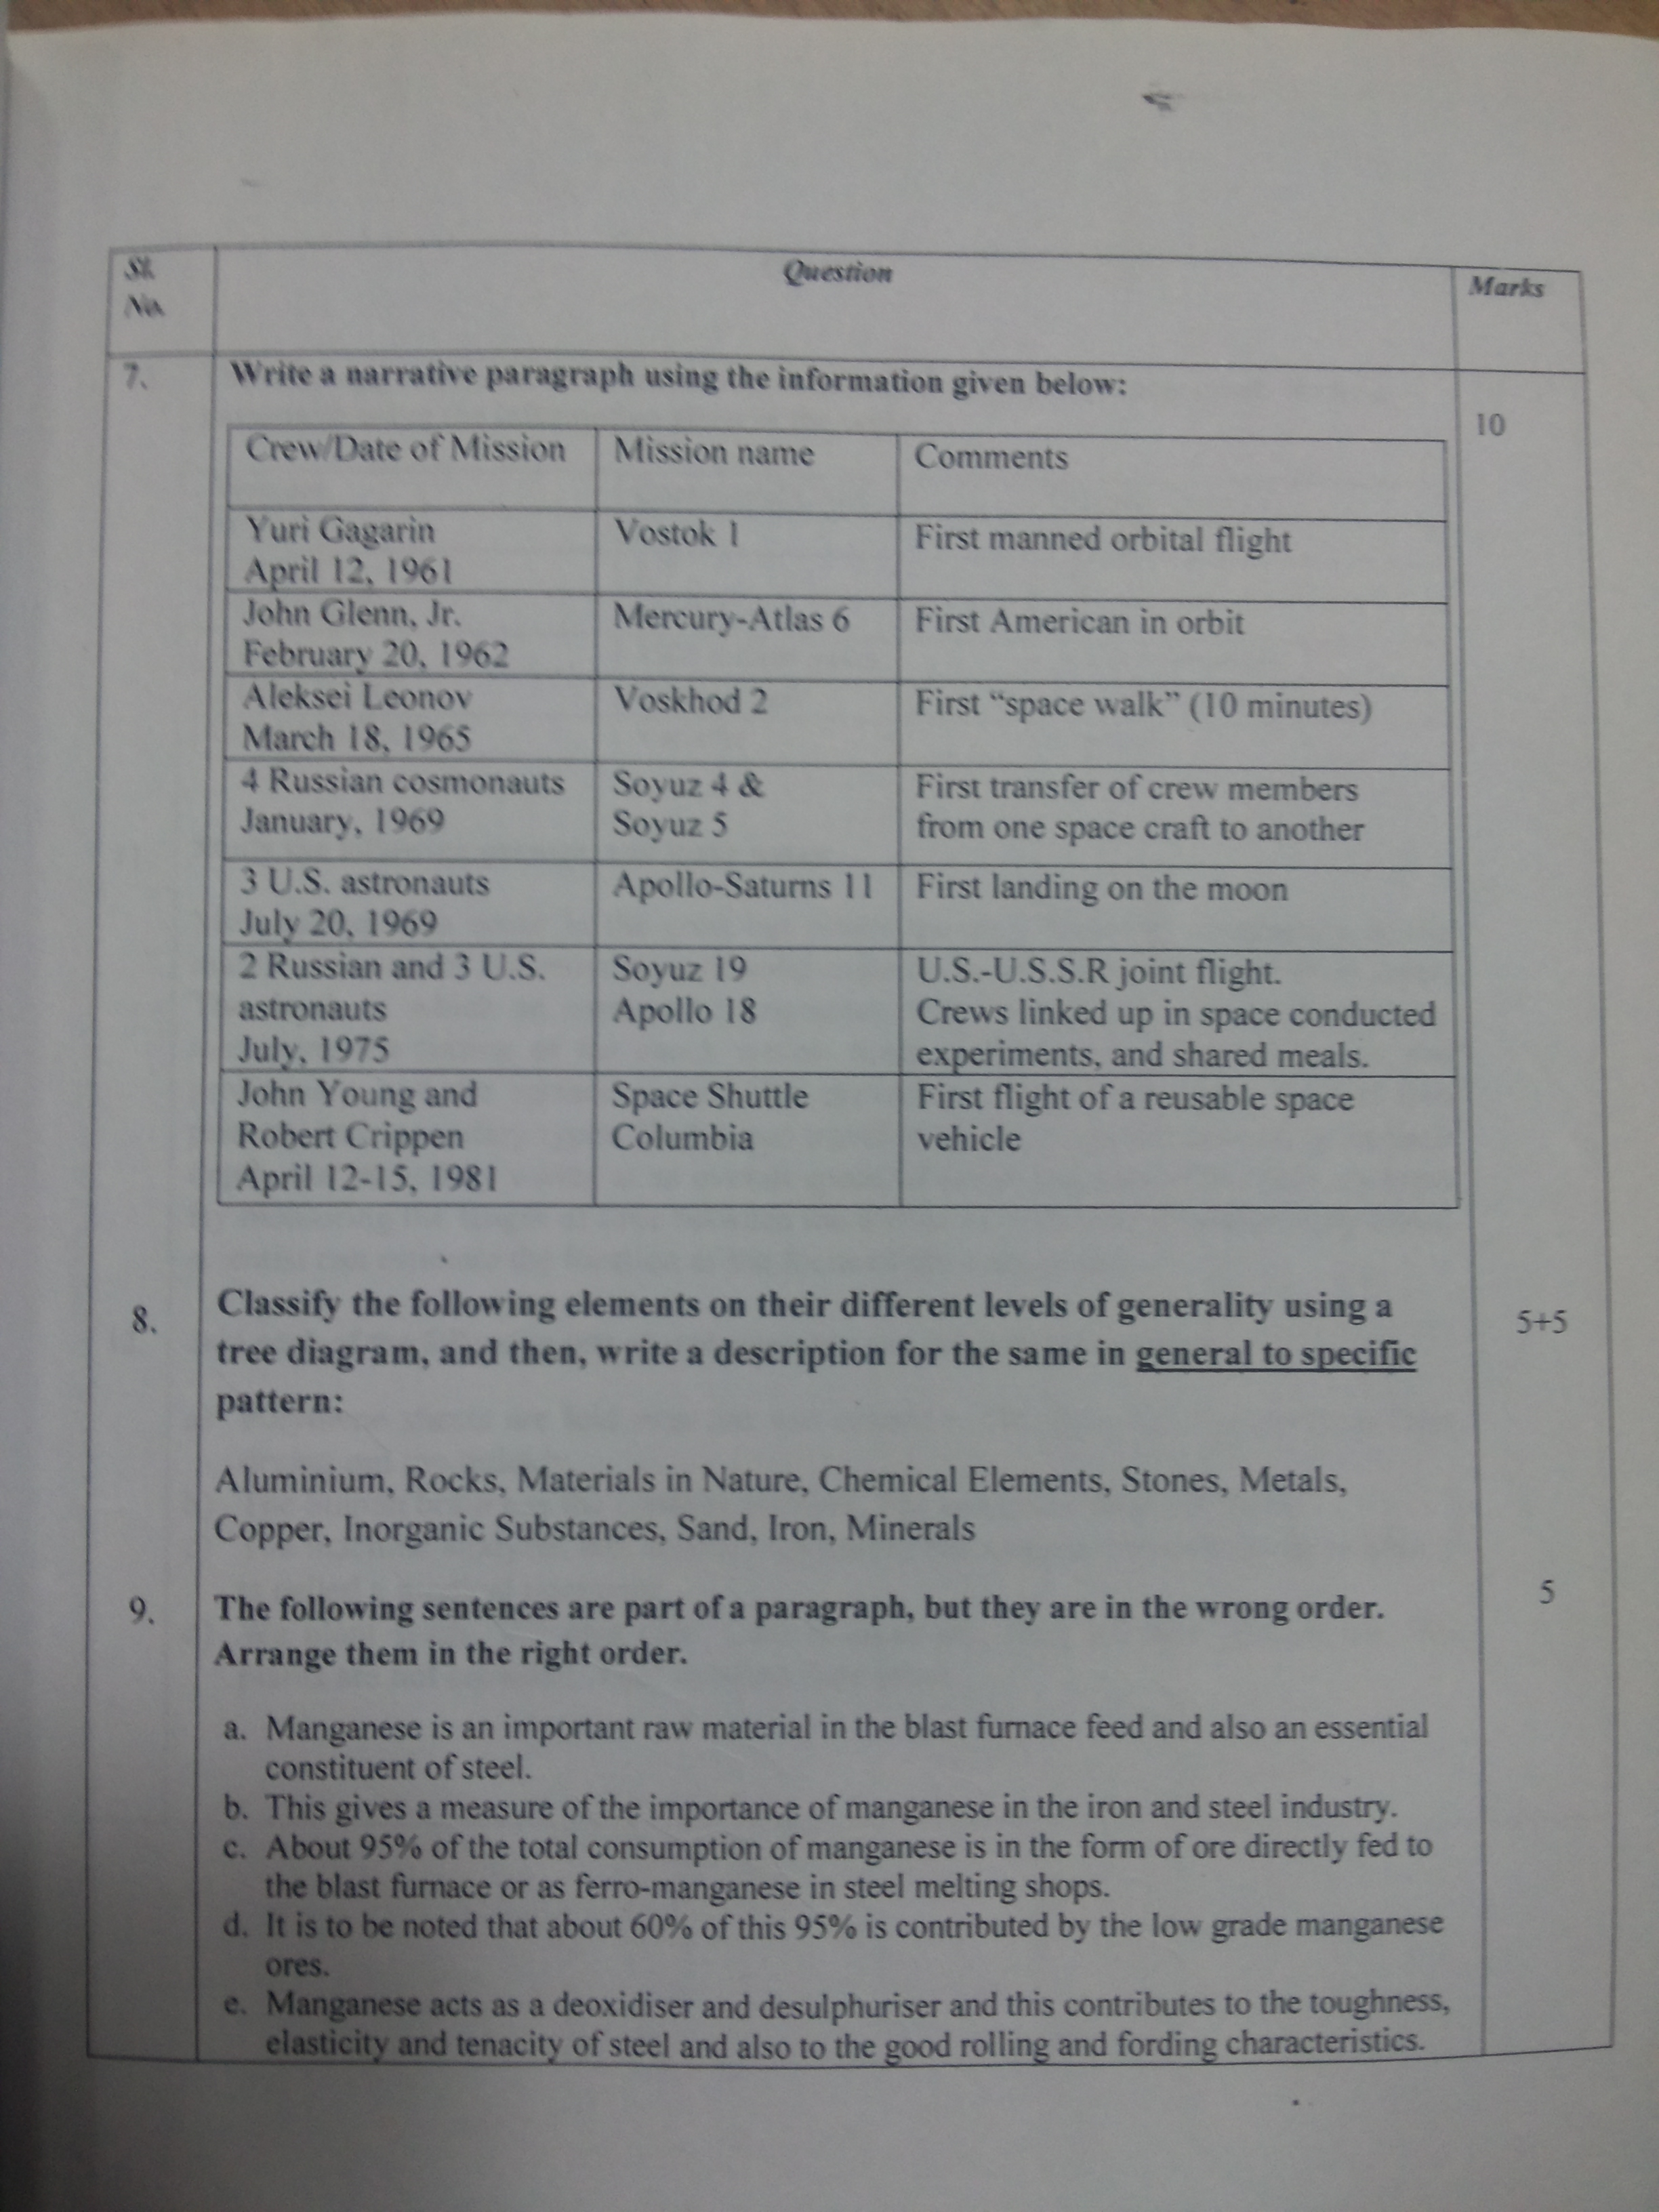 Sl. Question Marks
No.
7. Write a narrative paragraph using the information given below:
10
Crew/Date of Mission Mission name Comments
Yuri Gagarin Vostok 1 First manned orbital flight
April 12, 1961
John Glenn, Jr. Mercury-Atlas 6 First American in orbit
February 20, 1962
Aleksei Leonov Voskhod 2 First “space walk” (10 minutes)
March 18, 1965
4 Russian cosmonauts Soyuz 4 & First transfer of crew members
January, 1969 Soyuz 5 from one space craft to another
3 U.S. astronauts Apollo-Saturns 11 First landing on the moon
July 20, 1969
2 Russian and 3 U.S. Soyuz 19 U.S.-U.S.S.R joint flight.
astronauts Apollo 18 Crews linked up in space conducted
July, 1975 experiments, and shared meals.
John Young and Space Shuttle First flight of a reusable space
Robert Crippen Columbia vehicle
April 12-15, 1981
8. Classify the following elements on their different levels of generality using a 5+5
tree diagram, and then, write a description for the same in general to specific
pattern:
Aluminium, Rocks, Materials in Nature, Chemical Elements, Stones, Metals,
Copper, Inorganic Substances, Sand, Iron, Minerals
9. The following sentences are part of a paragraph, but they are in the wrong order. 5
Arrange them in the right order.
a. Manganese is an important raw material in the blast furnace feed and also an essential
constituent of steel.
b. This gives a measure of the importance of manganese in the iron and steel industry.
c. About 95% of the total consumption of manganese is in the form of ore directly fed to
the blast furnace or as ferro-manganese in steel melting shops.
d. It is to be noted that about 60% of this 95% is contributed by the low grade manganese
ores.
e. Manganese acts as a deoxidiser and desulphuriser and this contributes to the toughness,
elasticity and tenacity of steel and also to the good rolling and fording characteristics.